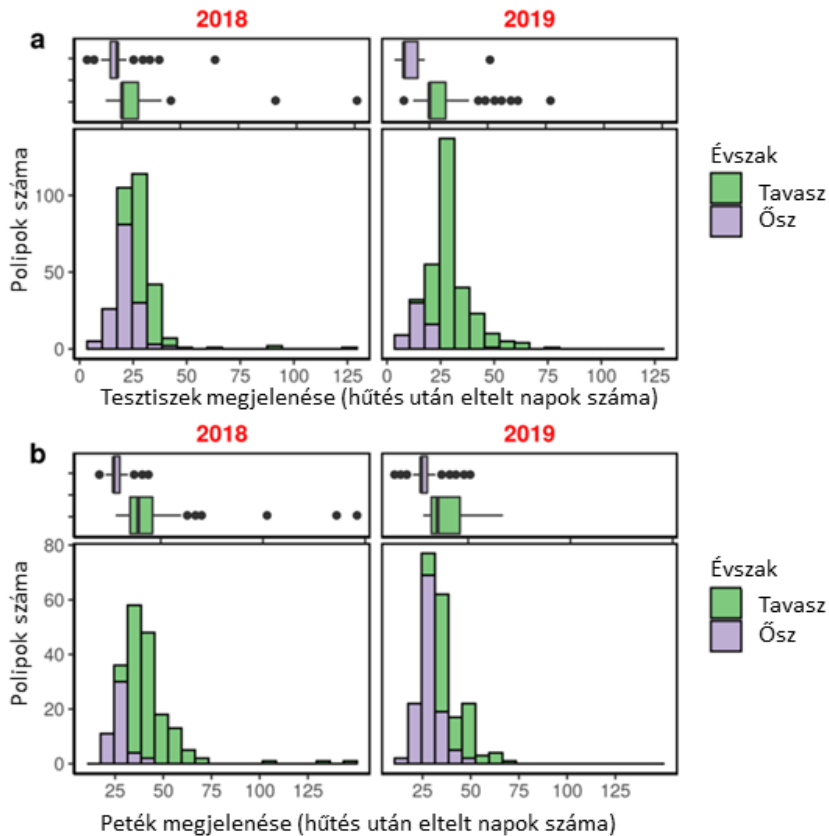 2018 2019
a
Polipok száma
100
50
0
0 25 50 75 100 125 0 25 50 75 100 125
Tesztiszek megjelenése (hűtés után eltelt napok száma)
Évszak
Tavasz
Ősz
2018 2019
b
Polipok száma
80
60
40
20
0
25 50 75 100 125 25 50 75 100 125
Peték megjelenése (hűtés után eltelt napok száma)
Évszak
Tavasz
Ősz